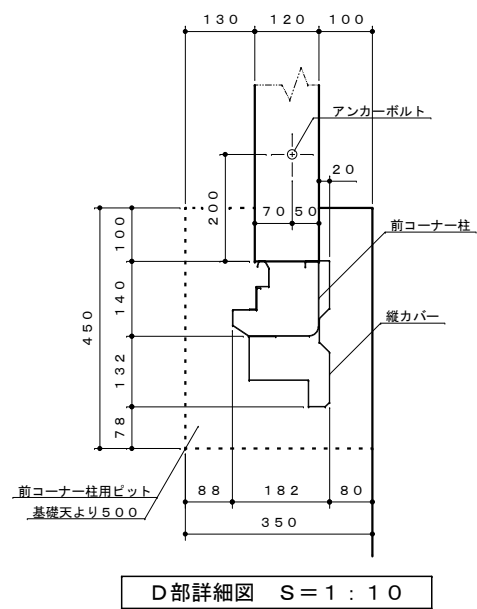 130 120 100
アンカーボルト
20
200
70 50
100
前コーナー柱
140
450
縦カバー
132
78
前コーナー柱用ピット
基礎天より500
88 182 80
350
D部詳細図 S=1:10